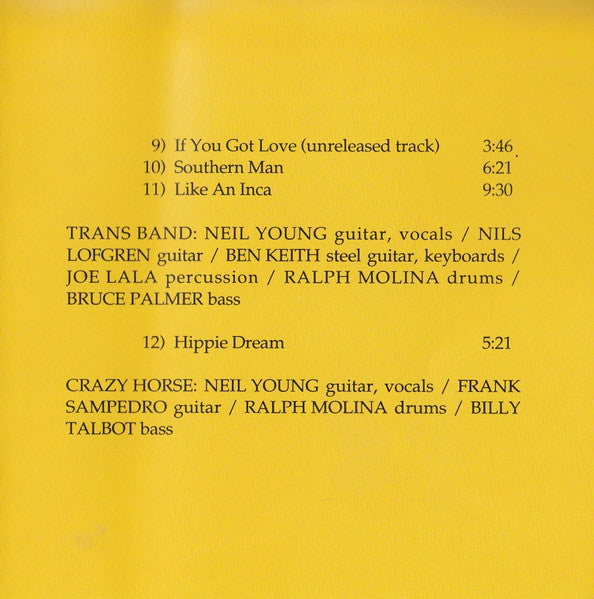 9) If You Got Love (unreleased track) 3:46
10) Southern Man 6:21
11) Like An Inca 9:30
TRANS BAND: NEIL YOUNG guitar, vocals / NILS
LOFGREN guitar / BEN KEITH steel guitar, keyboards /
JOE LALA percussion / RALPH MOLINA drums /
BRUCE PALMER bass
12) Hippie Dream 5:21
CRAZY HORSE: NEIL YOUNG guitar, vocals / FRANK
SAMPEDRO guitar / RALPH MOLINA drums / BILLY
TALBOT bass